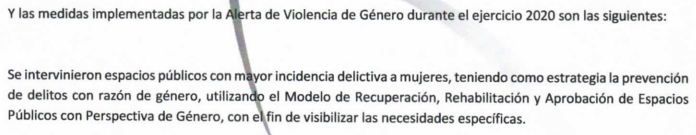 Y las medidas implementadas por la Alerta de Violencia de Género durante el ejercicio 2020 son las siguientes:
Se intervinieron espacios públicos con mayor incidencia delictiva a mujeres, teniendo como estrategia la prevención
de delitos con razón de género, utilizando el Modelo de Recuperación, Rehabilitación y Aprobación de Espacios
Públicos con Perspectiva de Género, con el fin de visibilizar las necesidades específicas.